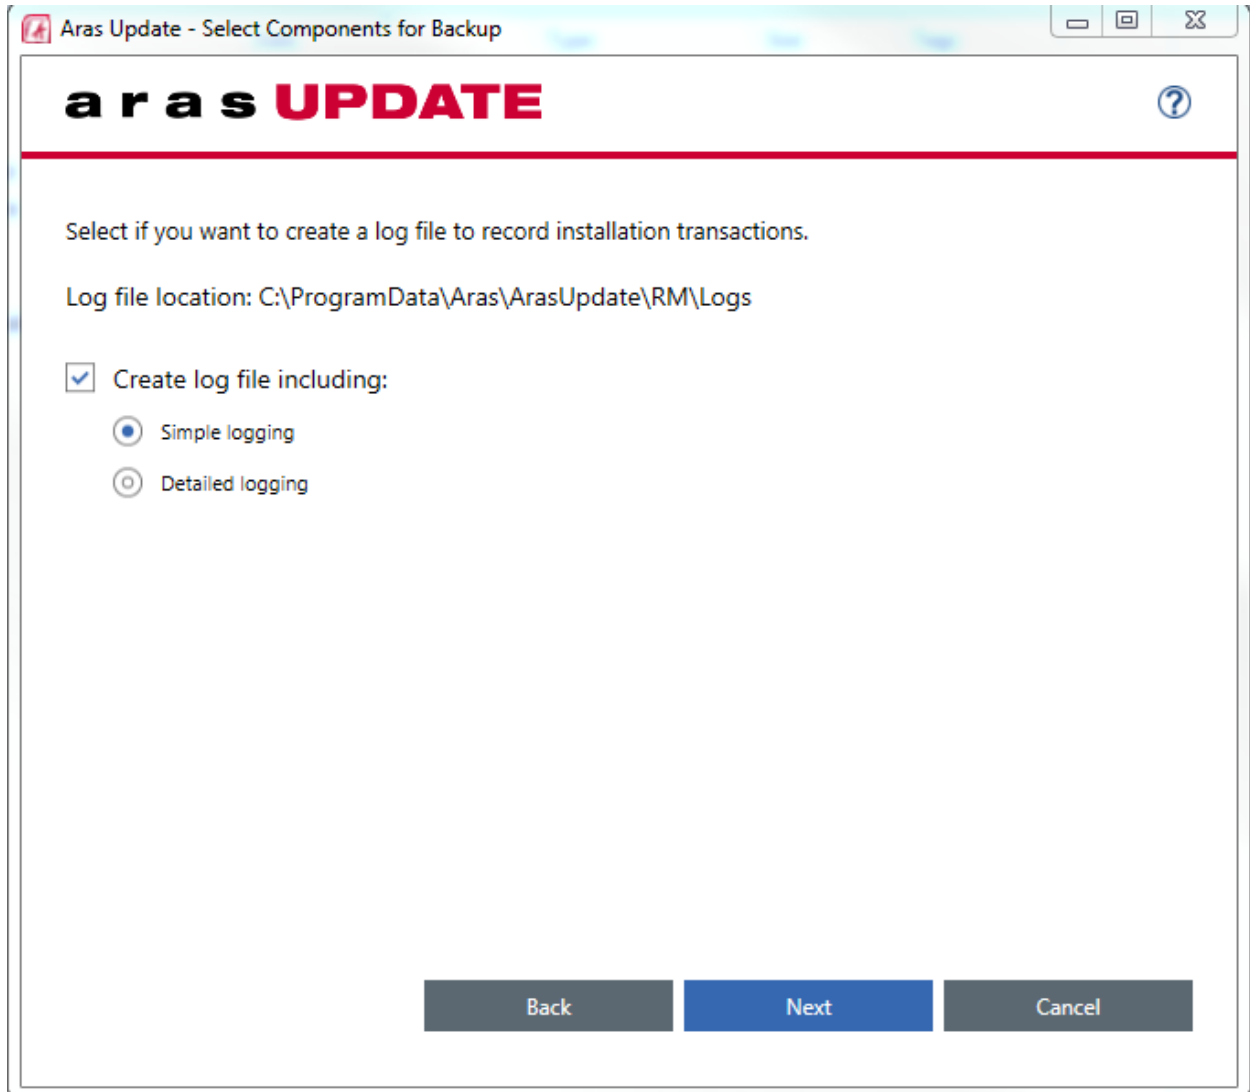 Aras Update - Select Components for Backup
aras UPDATE
?
Select if you want to create a log file to record installation transactions.
Log file location: C:\ProgramData\Aras\ArasUpdate\RM\Logs
Create log file including:
Simple logging
Detailed logging
Back Next Cancel